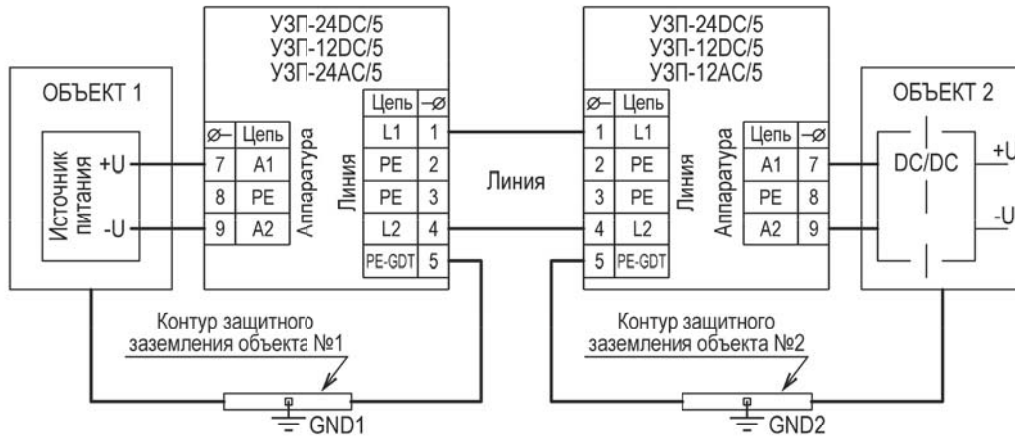 УЗП-24DC/5
УЗП-12DC/5
УЗП-24AC/5
ОБЪЕКТ 1
Источник питания
+U
-U
Ø– Цепь
7 A1
8 PE
9 A2
Аппаратура
Линия
Цепь –Ø
L1 1
PE 2
PE 3
L2 4
PE-GDT 5
Линия
УЗП-24DC/5
УЗП-12DC/5
УЗП-12AC/5
Ø– Цепь
1 L1
2 PE
3 PE
4 L2
5 PE-GDT
Линия
Аппаратура
Цепь –Ø
A1 7
PE 8
A2 9
ОБЪЕКТ 2
DC/DC
+U
-U
Контур защитного
заземления объекта №1
GND1
Контур защитного
заземления объекта №2
GND2